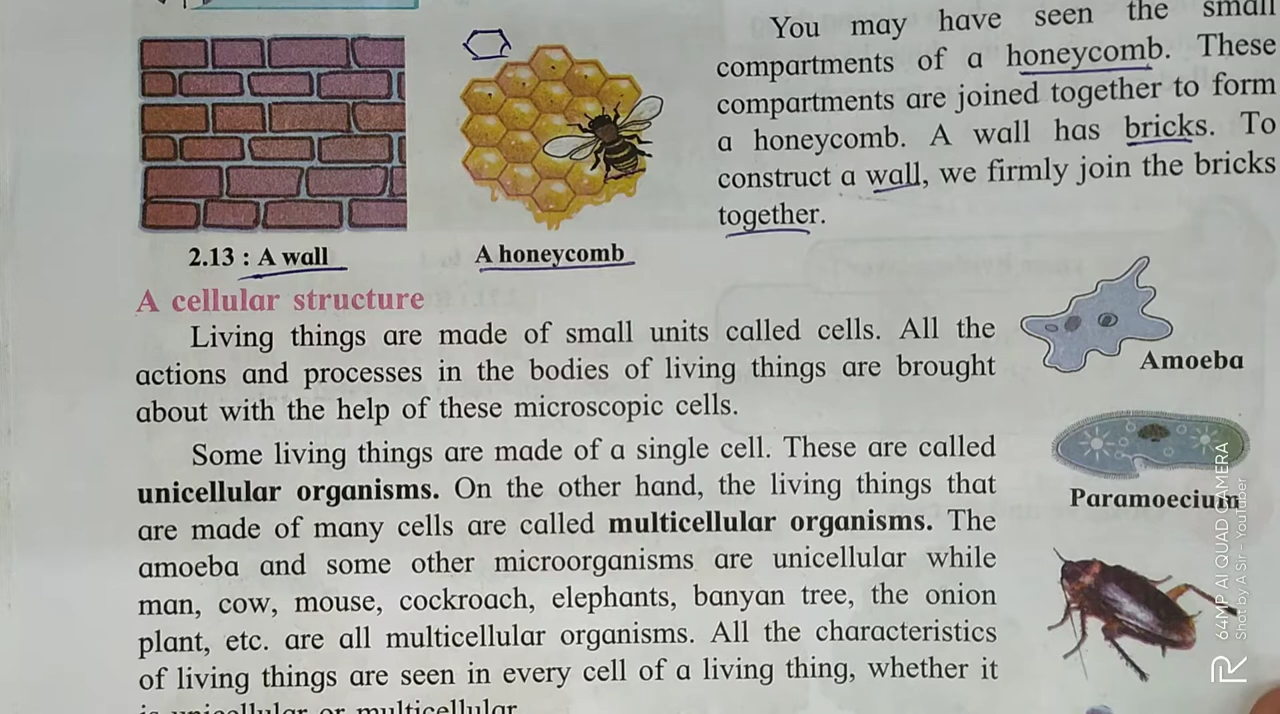 You may have seen the small
compartments of a honeycomb. These
compartments are joined together to form
a honeycomb. A wall has bricks. To
construct a wall, we firmly join the bricks
together.
2.13 : A wall
A honeycomb
A cellular structure
Living things are made of small units called cells. All the
actions and processes in the bodies of living things are brought
about with the help of these microscopic cells.
Some living things are made of a single cell. These are called
unicellular organisms. On the other hand, the living things that
are made of many cells are called multicellular organisms. The
amoeba and some other microorganisms are unicellular while
man, cow, mouse, cockroach, elephants, banyan tree, the onion
plant, etc. are all multicellular organisms. All the characteristics
of living things are seen in every cell of a living thing, whether it
is unicellular or multicellular
Amoeba
Paramoecium
64MP AI QUAD CAMERA
Shot by A Sir - YouTuber